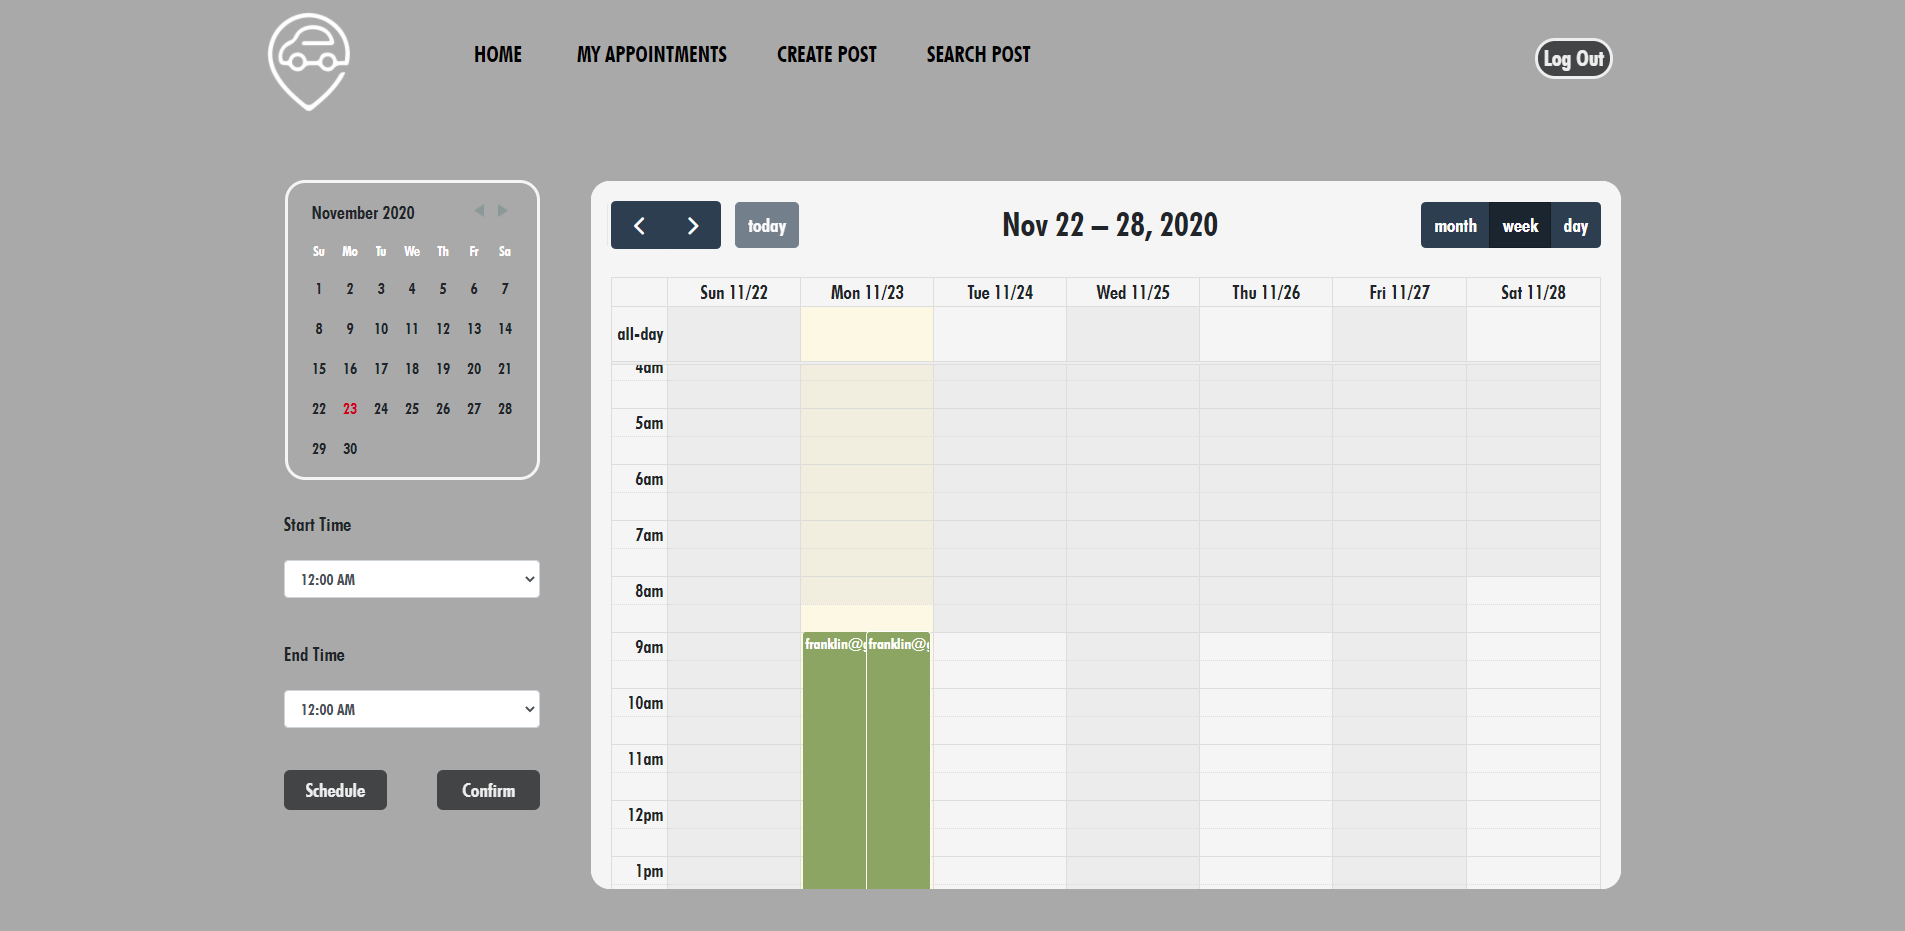 HOME MY APPOINTMENTS CREATE POST SEARCH POST Log Out
November 2020
Su Mo Tu We Th Fr Sa
1 2 3 4 5 6 7
8 9 10 11 12 13 14
15 16 17 18 19 20 21
22 23 24 25 26 27 28
29 30
Start Time
12:00 AM
End Time
12:00 AM
Schedule Confirm
today Nov 22 – 28, 2020 month week day
Sun 11/22 Mon 11/23 Tue 11/24 Wed 11/25 Thu 11/26 Fri 11/27 Sat 11/28
all-day
4am
5am
6am
7am
8am
9am franklin@g franklin@g
10am
11am
12pm
1pm